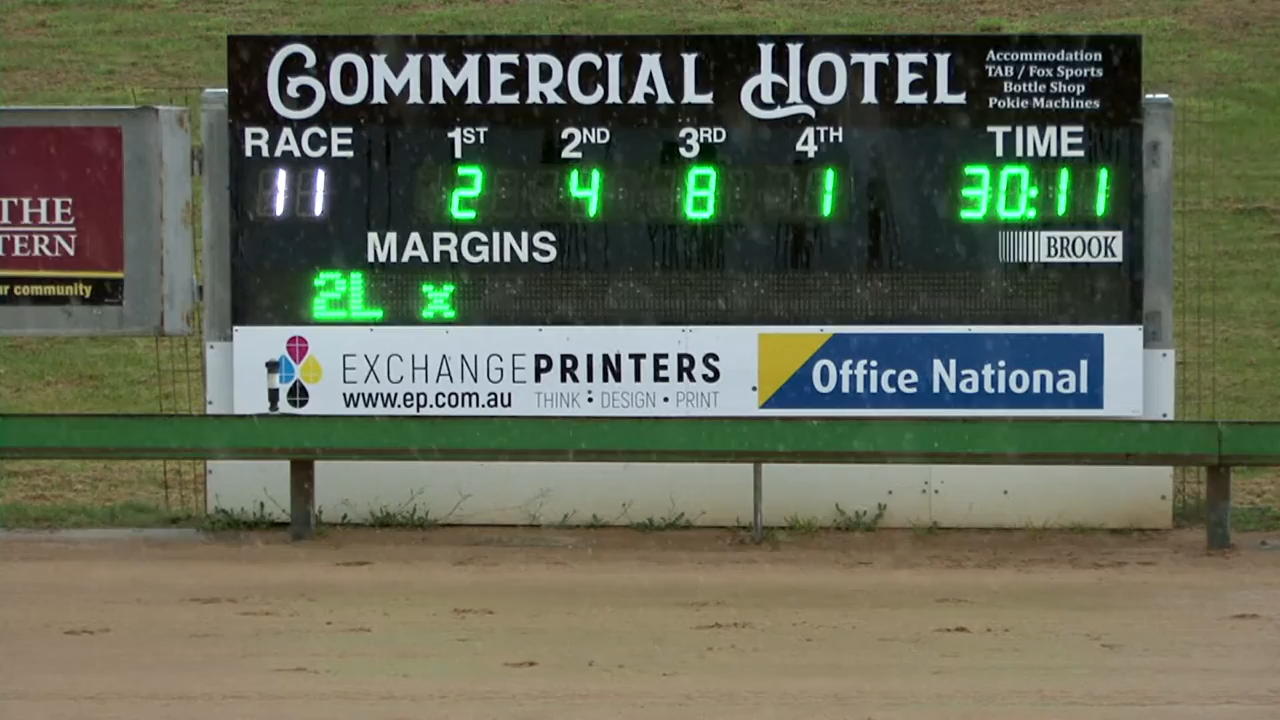 COMMERCIAL HOTEL
Accommodation
TAB / Fox Sports
Bottle Shop
Pokie Machines
RACE 1ST 2ND 3RD 4TH TIME
11 2 4 8 1 30:11
MARGINS
BROOK
2L x
THE
TERN
ur community
EXCHANGEPRINTERS
www.ep.com.au THINK : DESIGN • PRINT
Office National